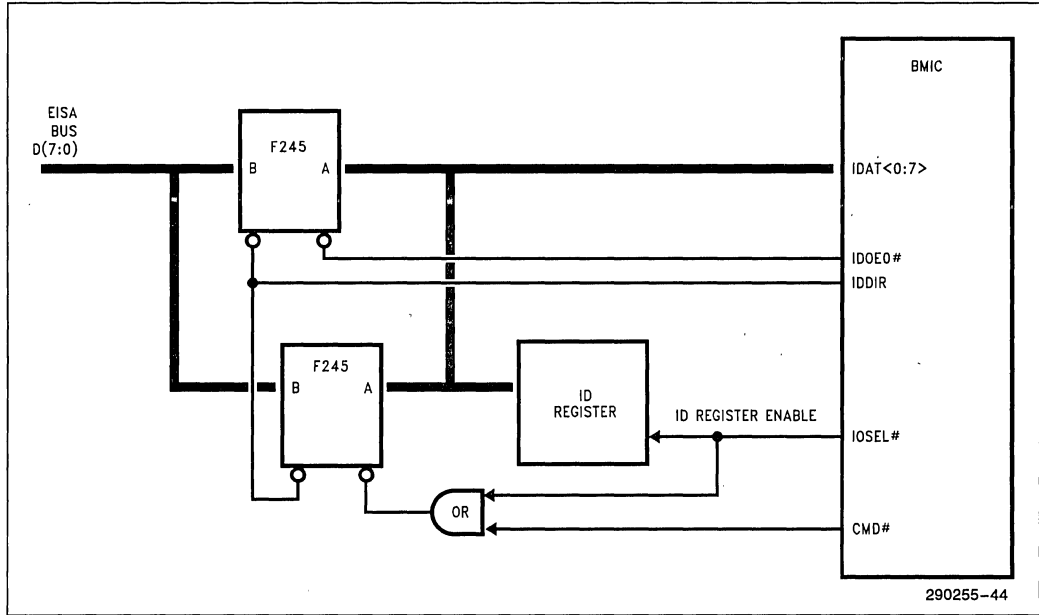 BMIC
EISA
BUS
D(7:0)
F245
B
A
IDAT<0:7>
IDOE0#
IDDIR
F245
B
A
ID
REGISTER
ID REGISTER ENABLE
IOSEL#
OR
CMD#
290255-44